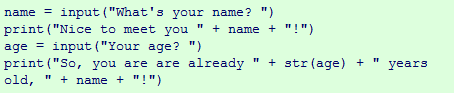 name = input("What's your name? ")
print("Nice to meet you " + name + "!")
age = input("Your age? ")
print("So, you are are already " + str(age) + " years
old, " + name + "!")